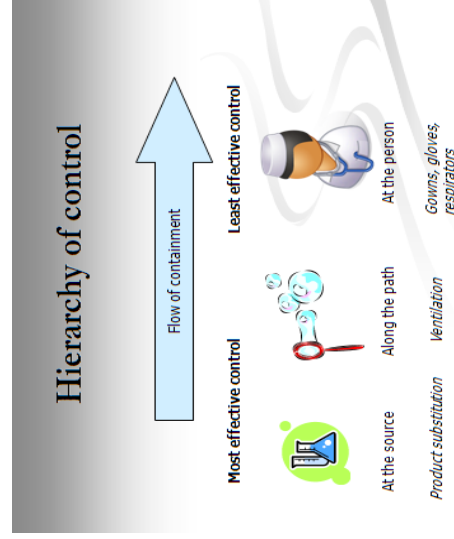 Hierarchy of control
Flow of containment
Most effective control
Least effective control
At the source
Along the path
At the person
Product substitution
Ventilation
Gowns, gloves,
respirators